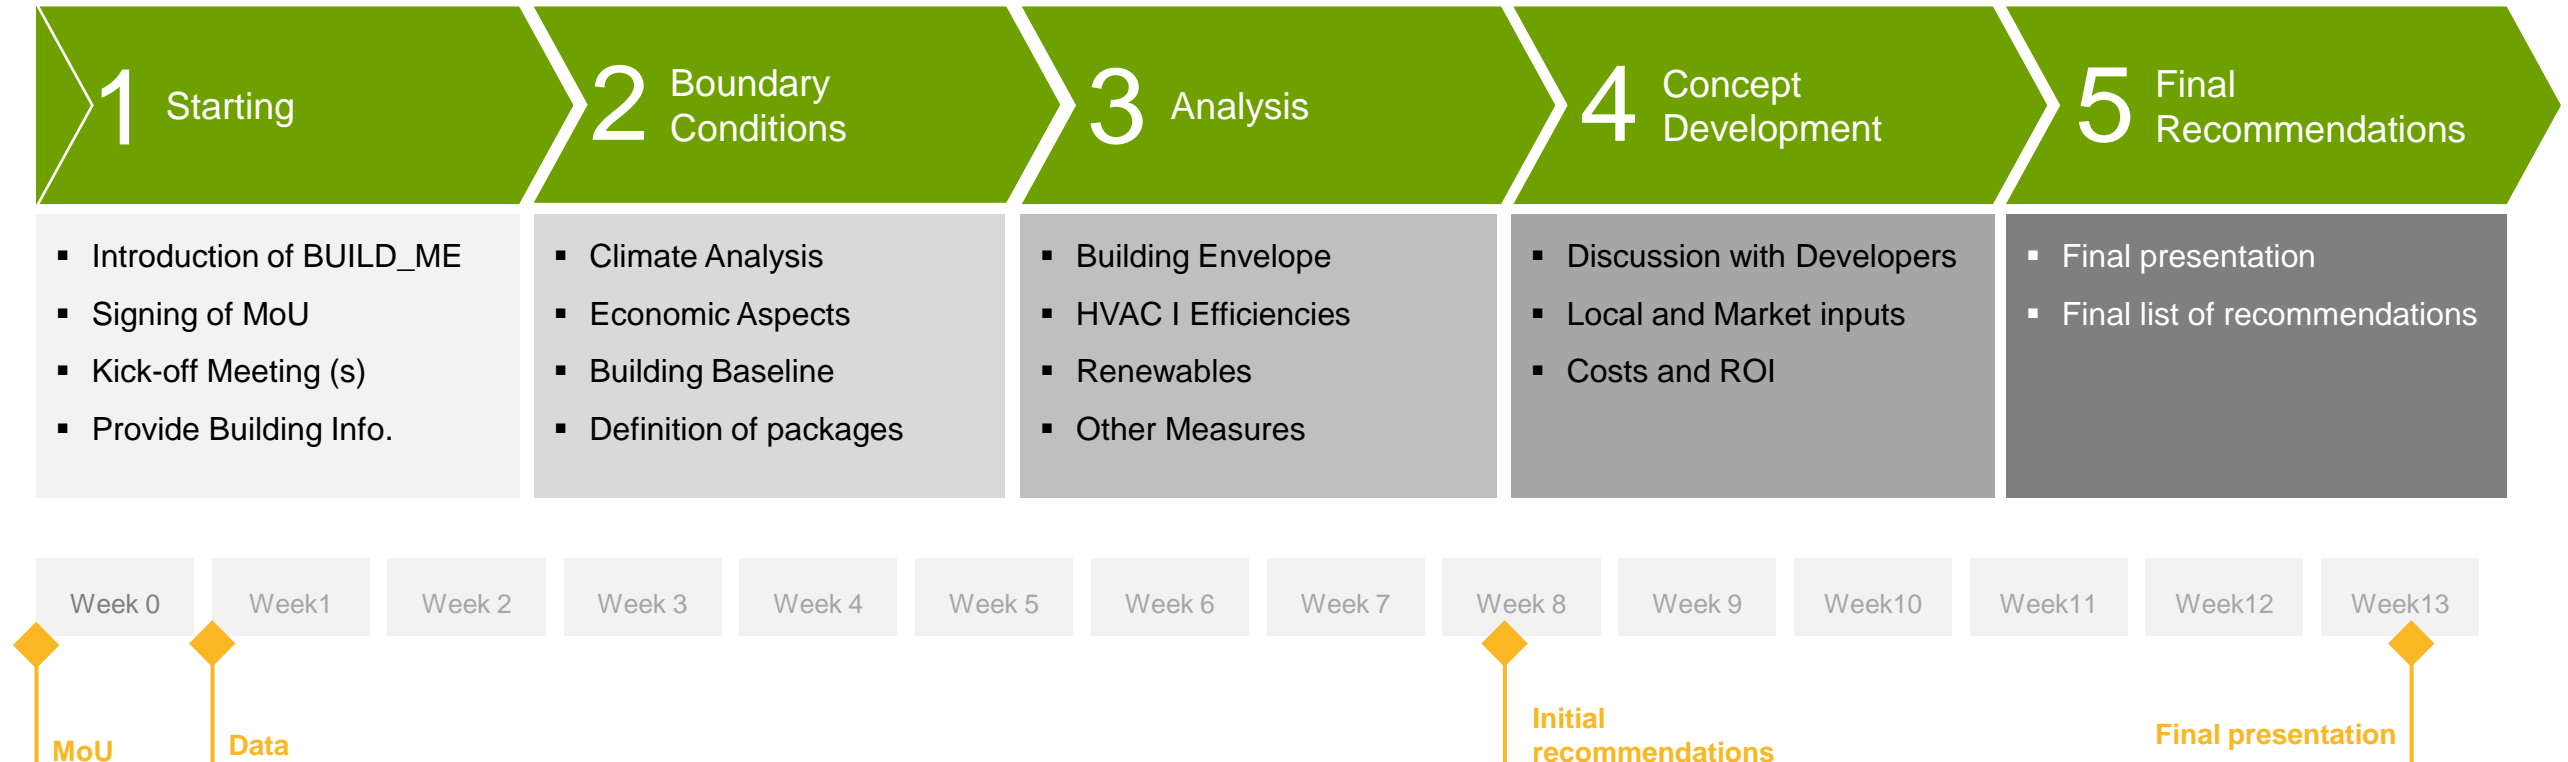 1 Starting
2 Boundary
Conditions
3 Analysis
4 Concept
Development
5 Final
Recommendations
▪ Introduction of BUILD_ME
▪ Signing of MoU
▪ Kick-off Meeting (s)
▪ Provide Building Info.
▪ Climate Analysis
▪ Economic Aspects
▪ Building Baseline
▪ Definition of packages
▪ Building Envelope
▪ HVAC I Efficiencies
▪ Renewables
▪ Other Measures
▪ Discussion with Developers
▪ Local and Market inputs
▪ Costs and ROI
▪ Final presentation
▪ Final list of recommendations
Week 0
Week1
Week 2
Week 3
Week 4
Week 5
Week 6
Week 7
Week 8
Week 9
Week10
Week11
Week12
Week13
MoU
Data
Initial
recommendations
Final presentation